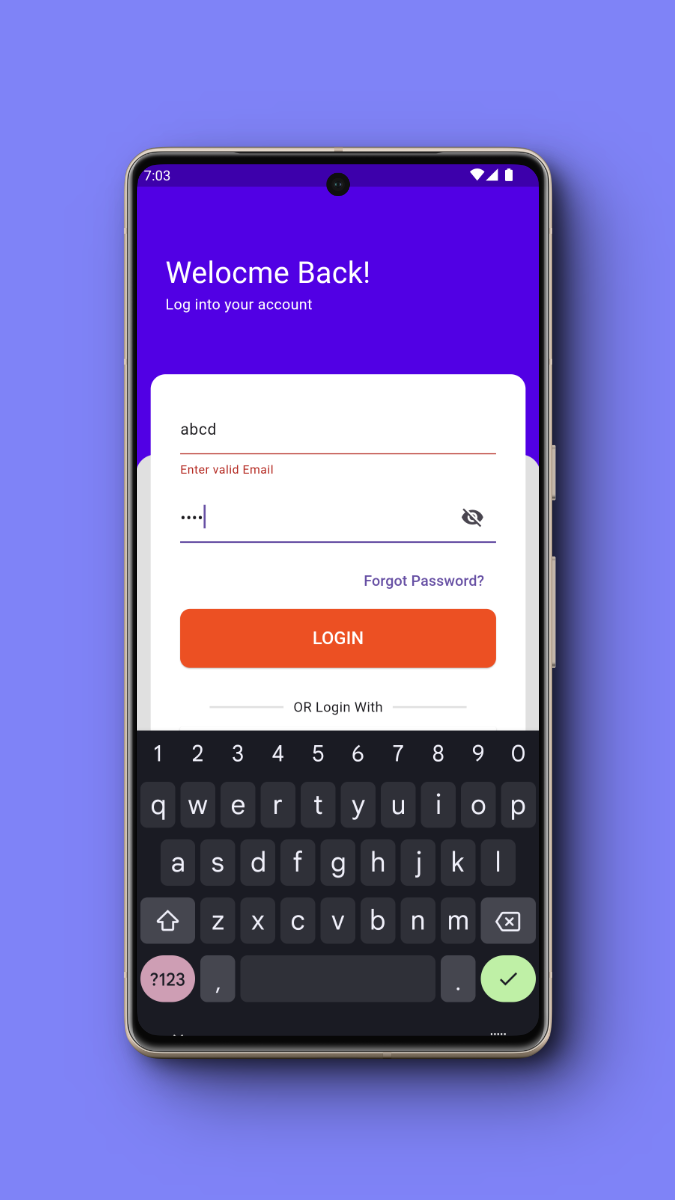 7:03
Welocme Back!
Log into your account
abcd
Enter valid Email
••••
Forgot Password?
LOGIN
OR Login With
1 2 3 4 5 6 7 8 9 0
q w e r t y u i o p
a s d f g h j k l
z x c v b n m
?123 , .